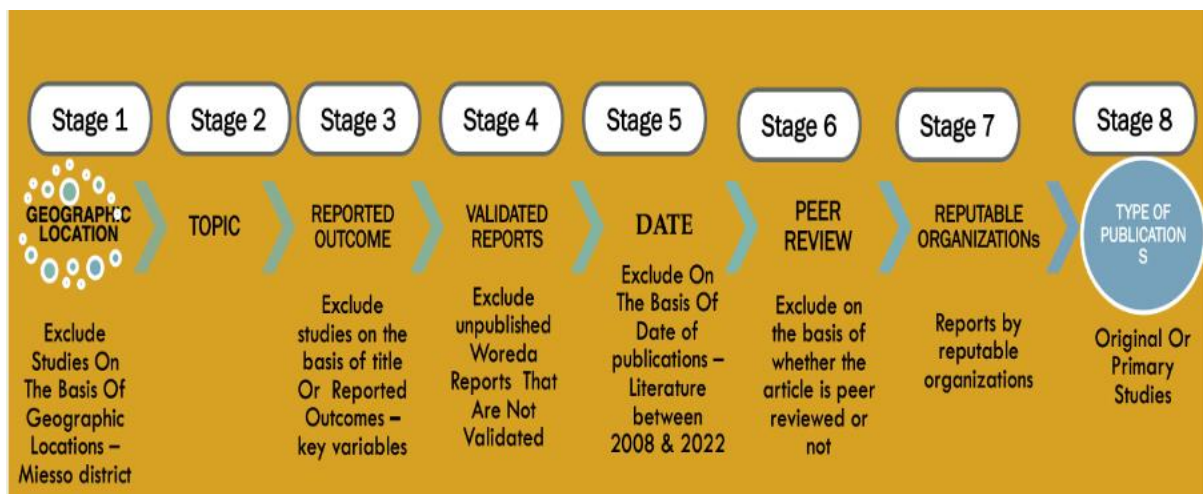 Stage 1
Stage 2
Stage 3
Stage 4
Stage 5
Stage 6
Stage 7
Stage 8
GEOGRAPHIC
LOCATION
TOPIC
REPORTED
OUTCOME
VALIDATED
REPORTS
DATE
PEER
REVIEW
REPUTABLE
ORGANIZATIONs
TYPE OF
PUBLICATION
S
Exclude
Studies On
The Basis Of
Geographic
Locations –
Miesso district
Exclude
studies on the
basis of title
Or Reported
Outcomes –
key variables
Exclude
unpublished
Woreda
Reports That
Are Not
Validated
Exclude On
The Basis Of
Date of
publications –
Literature
between
2008 & 2022
Exclude on
the basis of
whether the
article is peer
reviewed or
not
Reports by
reputable
organizations
Original Or
Primary
Studies